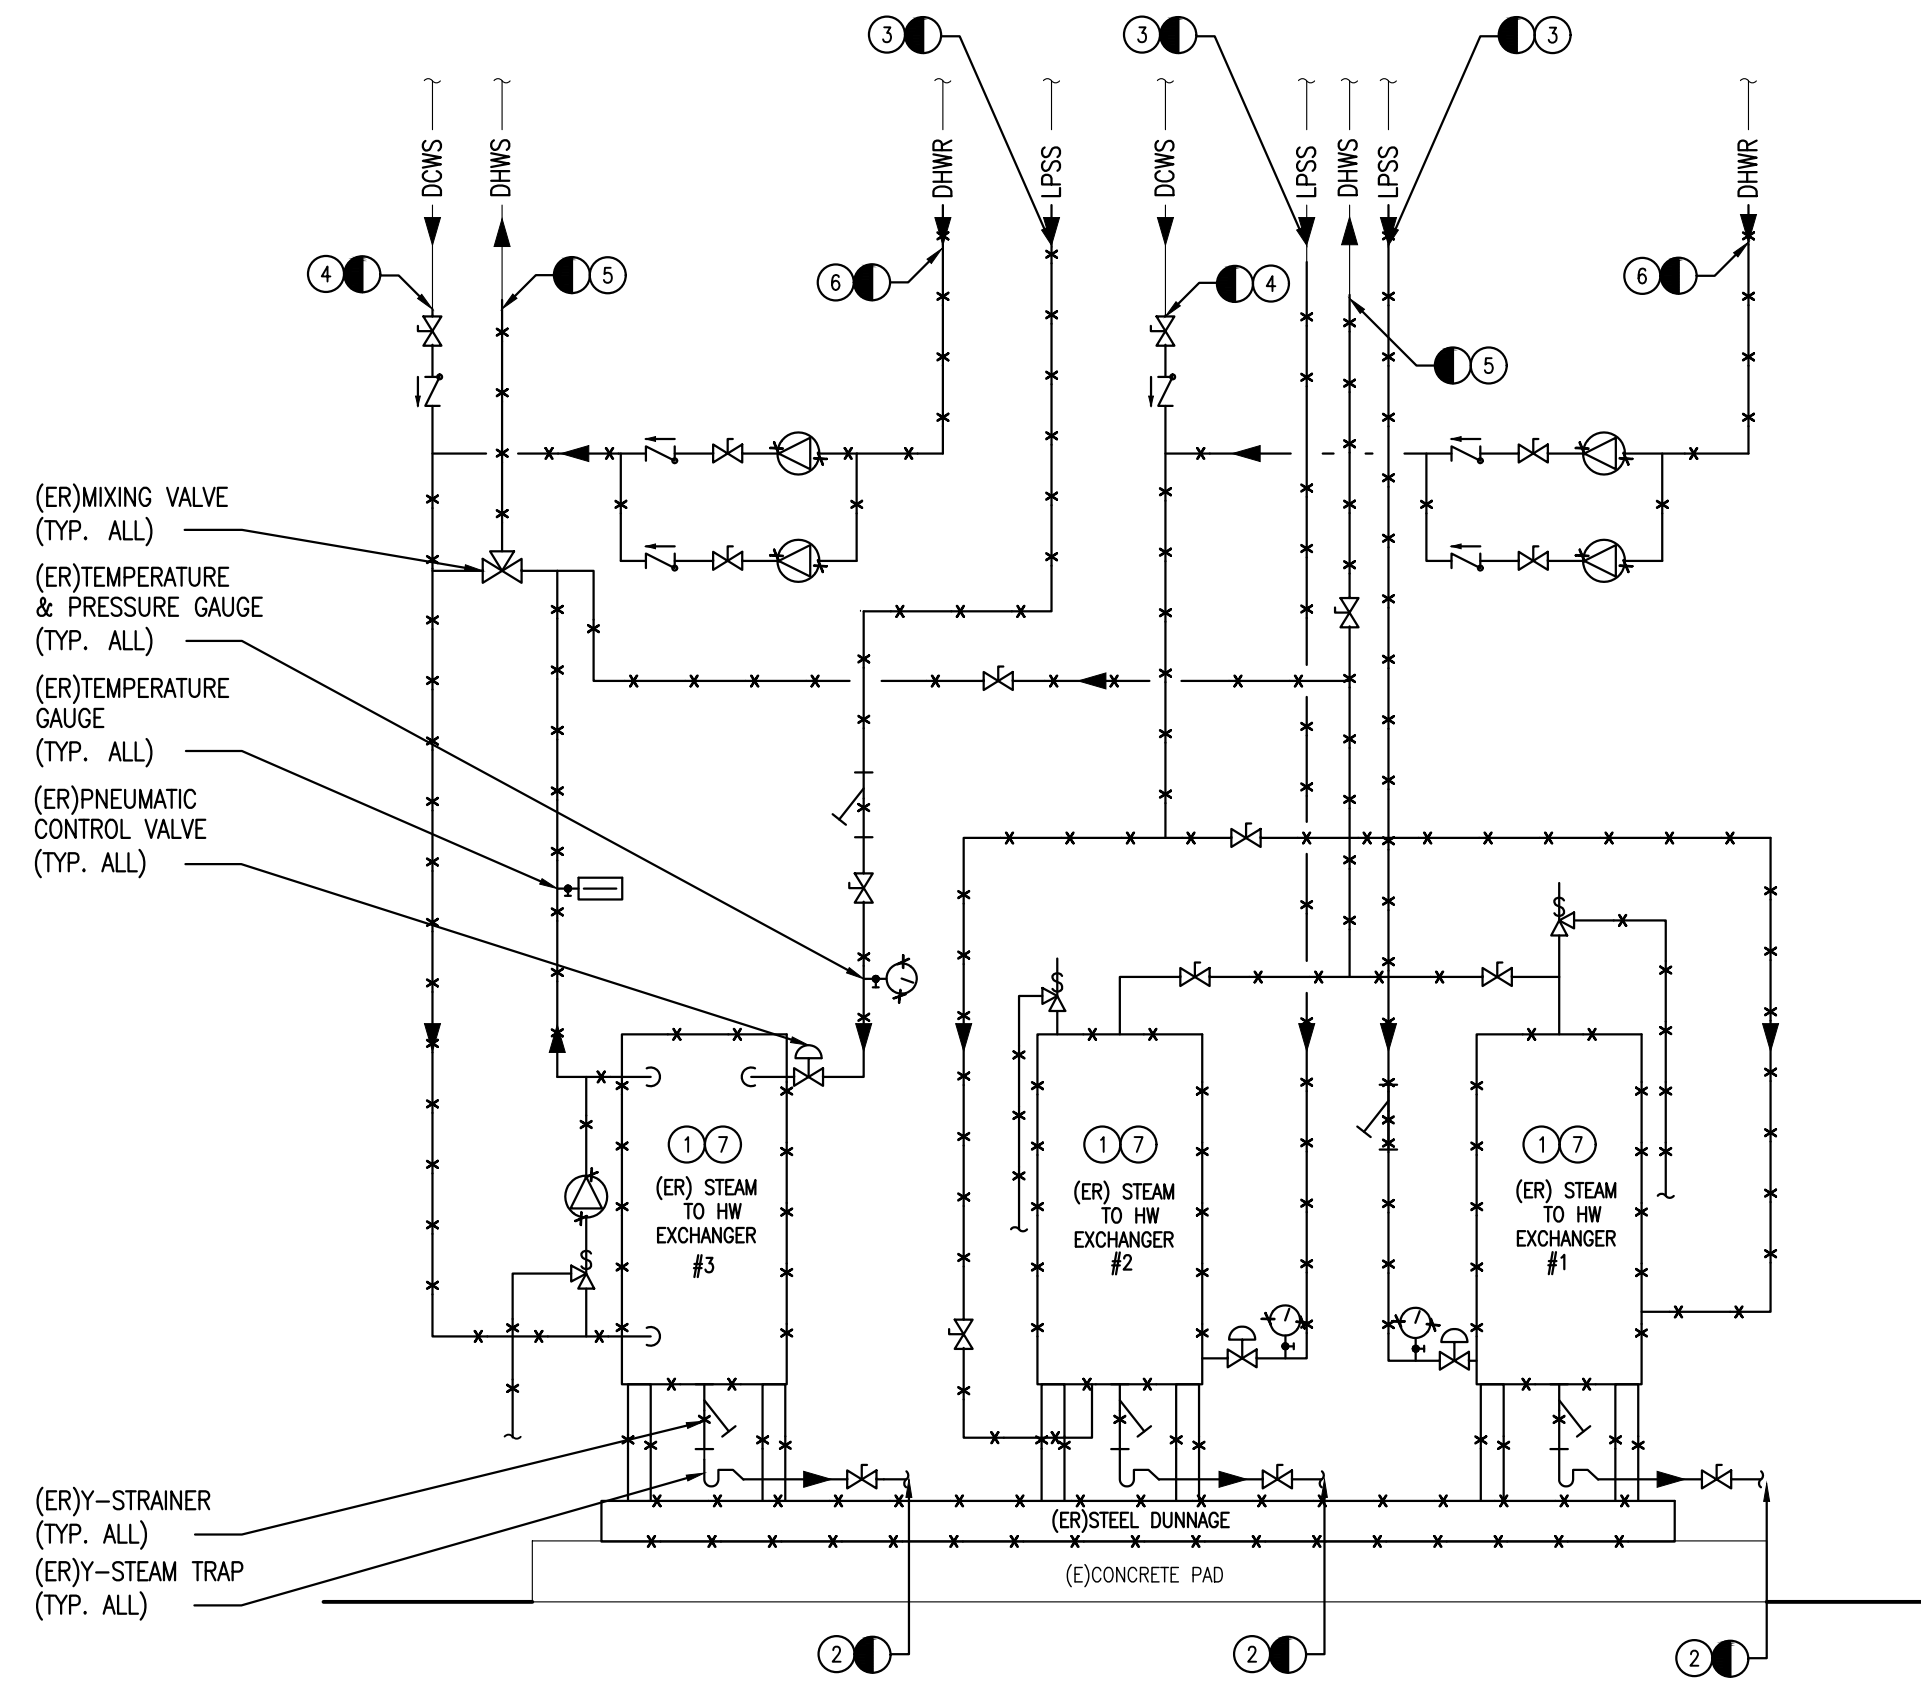 3
3
3
DCWS
DHWS
DHWR
LPSS
DCWS
LPSS
DHWS
LPSS
DHWR
4
5
6
4
6
5
(ER)MIXING VALVE
(TYP. ALL)
(ER)TEMPERATURE
& PRESSURE GAUGE
(TYP. ALL)
(ER)TEMPERATURE
GAUGE
(TYP. ALL)
(ER)PNEUMATIC
CONTROL VALVE
(TYP. ALL)
S
S
S
1 7
(ER) STEAM
TO HW
EXCHANGER
#3
1 7
(ER) STEAM
TO HW
EXCHANGER
#2
1 7
(ER) STEAM
TO HW
EXCHANGER
#1
(ER)Y-STRAINER
(TYP. ALL)
(ER)Y-STEAM TRAP
(TYP. ALL)
(ER)STEEL DUNNAGE
(E)CONCRETE PAD
2
2
2